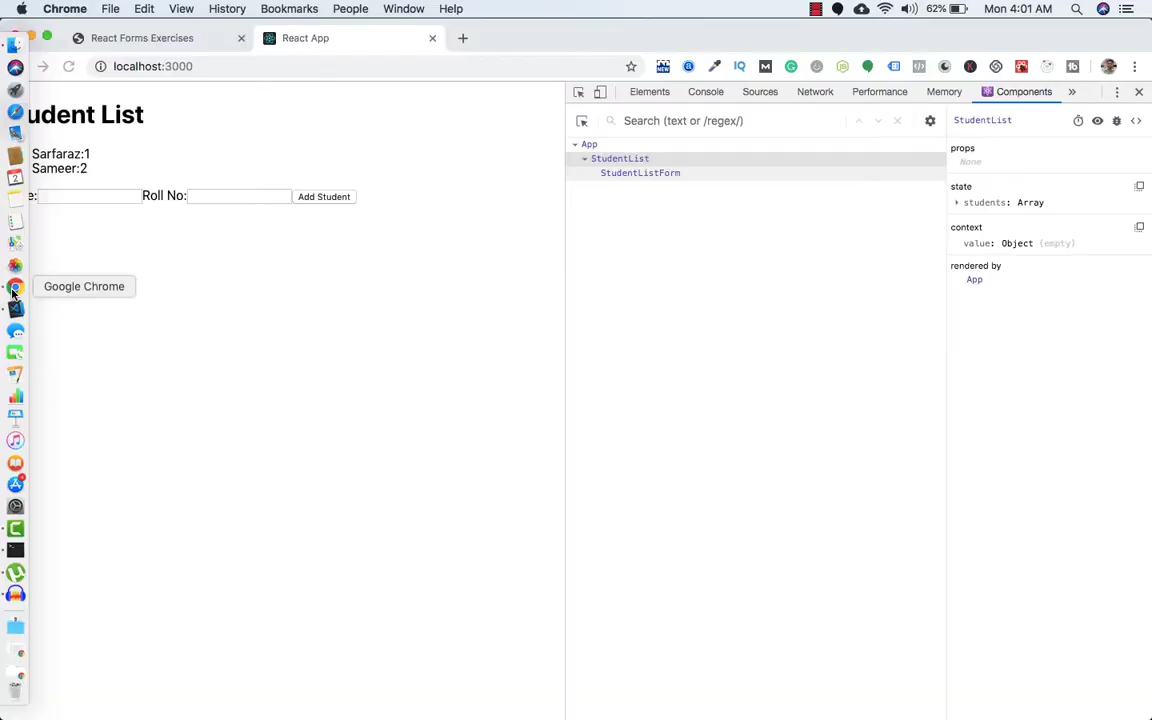 Chrome File Edit View History Bookmarks People Window Help 62% Mon 4:01 AM
React Forms Exercises React App
localhost:3000
Elements Console Sources Network Performance Memory Components
udent List
Search (text or /regex/)
StudentList
App
props
Sarfaraz:1
StudentList
None
Sameer:2
StudentListForm
state
e: Roll No: Add Student
students: Array
context
value: Object (empty)
rendered by
App
Google Chrome